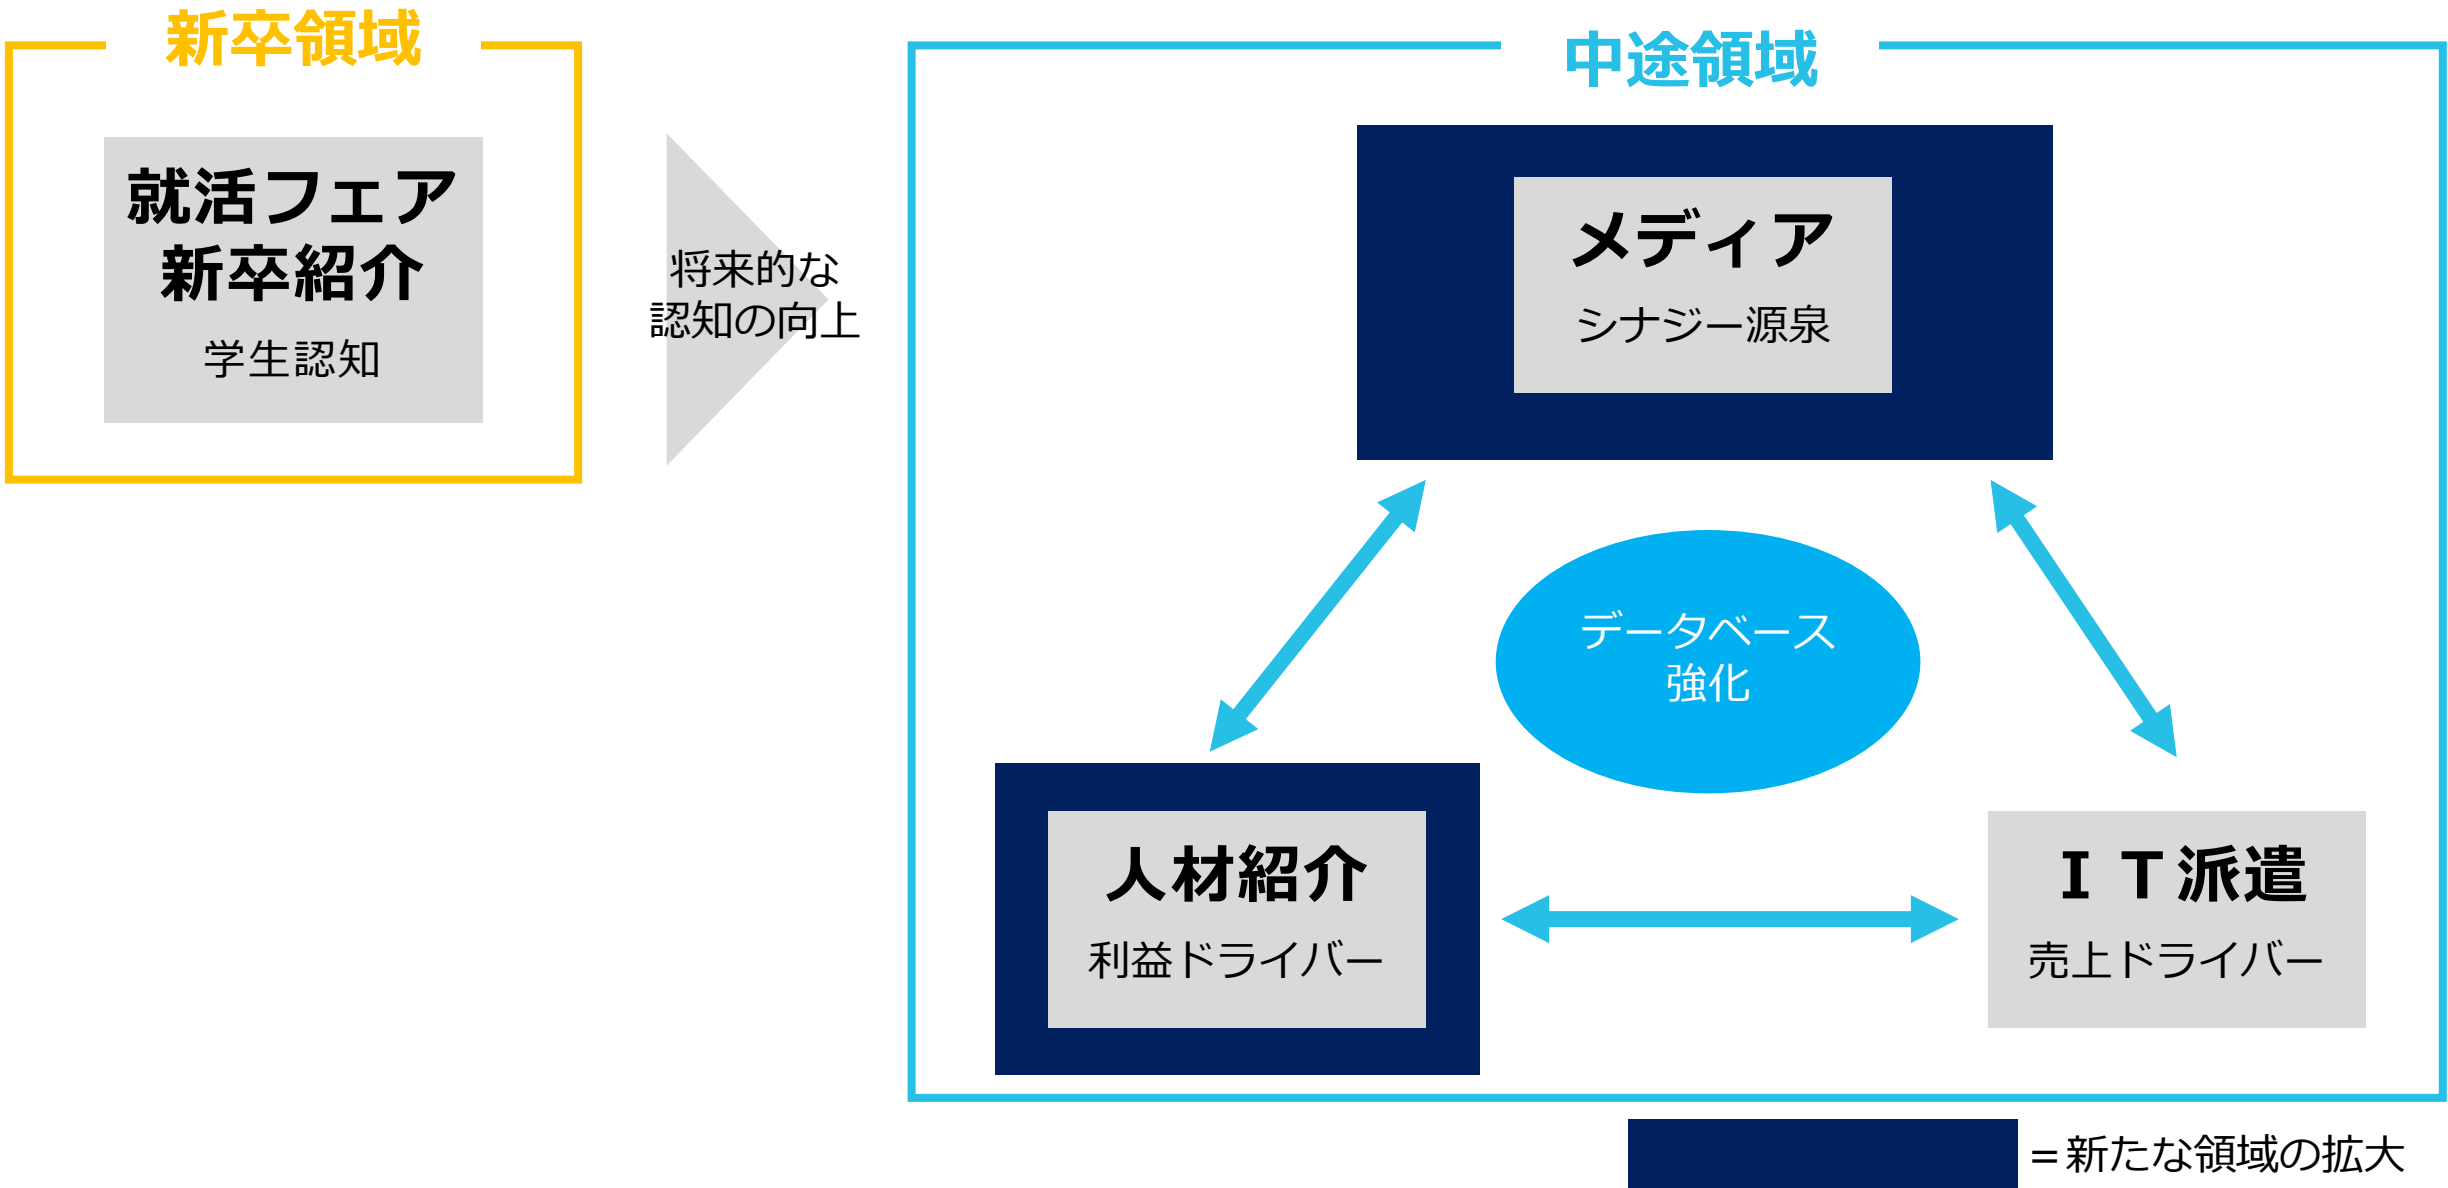 新卒領域
就活フェア
新卒紹介
学生認知
将来的な
認知の向上
中途領域
メディア
シナジー源泉
データベース
強化
人材紹介
利益ドライバー
ＩＴ派遣
売上ドライバー
＝新たな領域の拡大